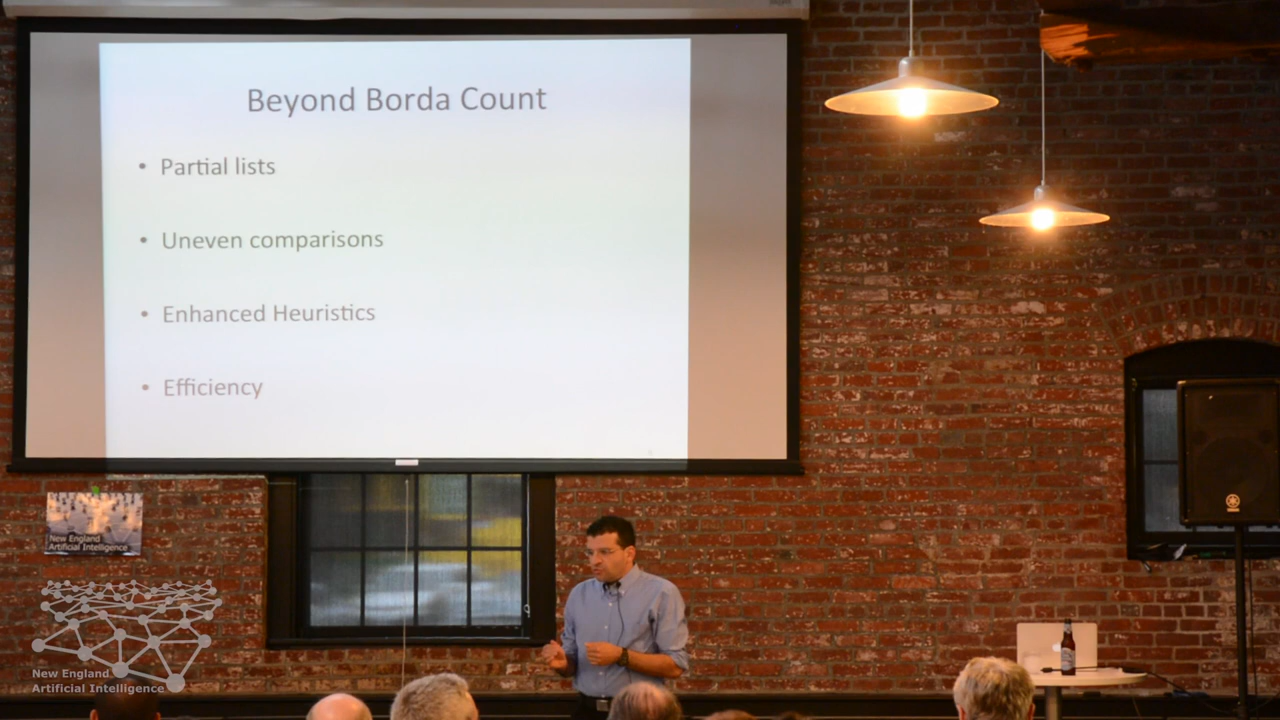 Beyond Borda Count
• Partial lists
• Uneven comparisons
• Enhanced Heuristics
• Efficiency
New England
Artificial Intelligence
New England
Artificial Intelligence